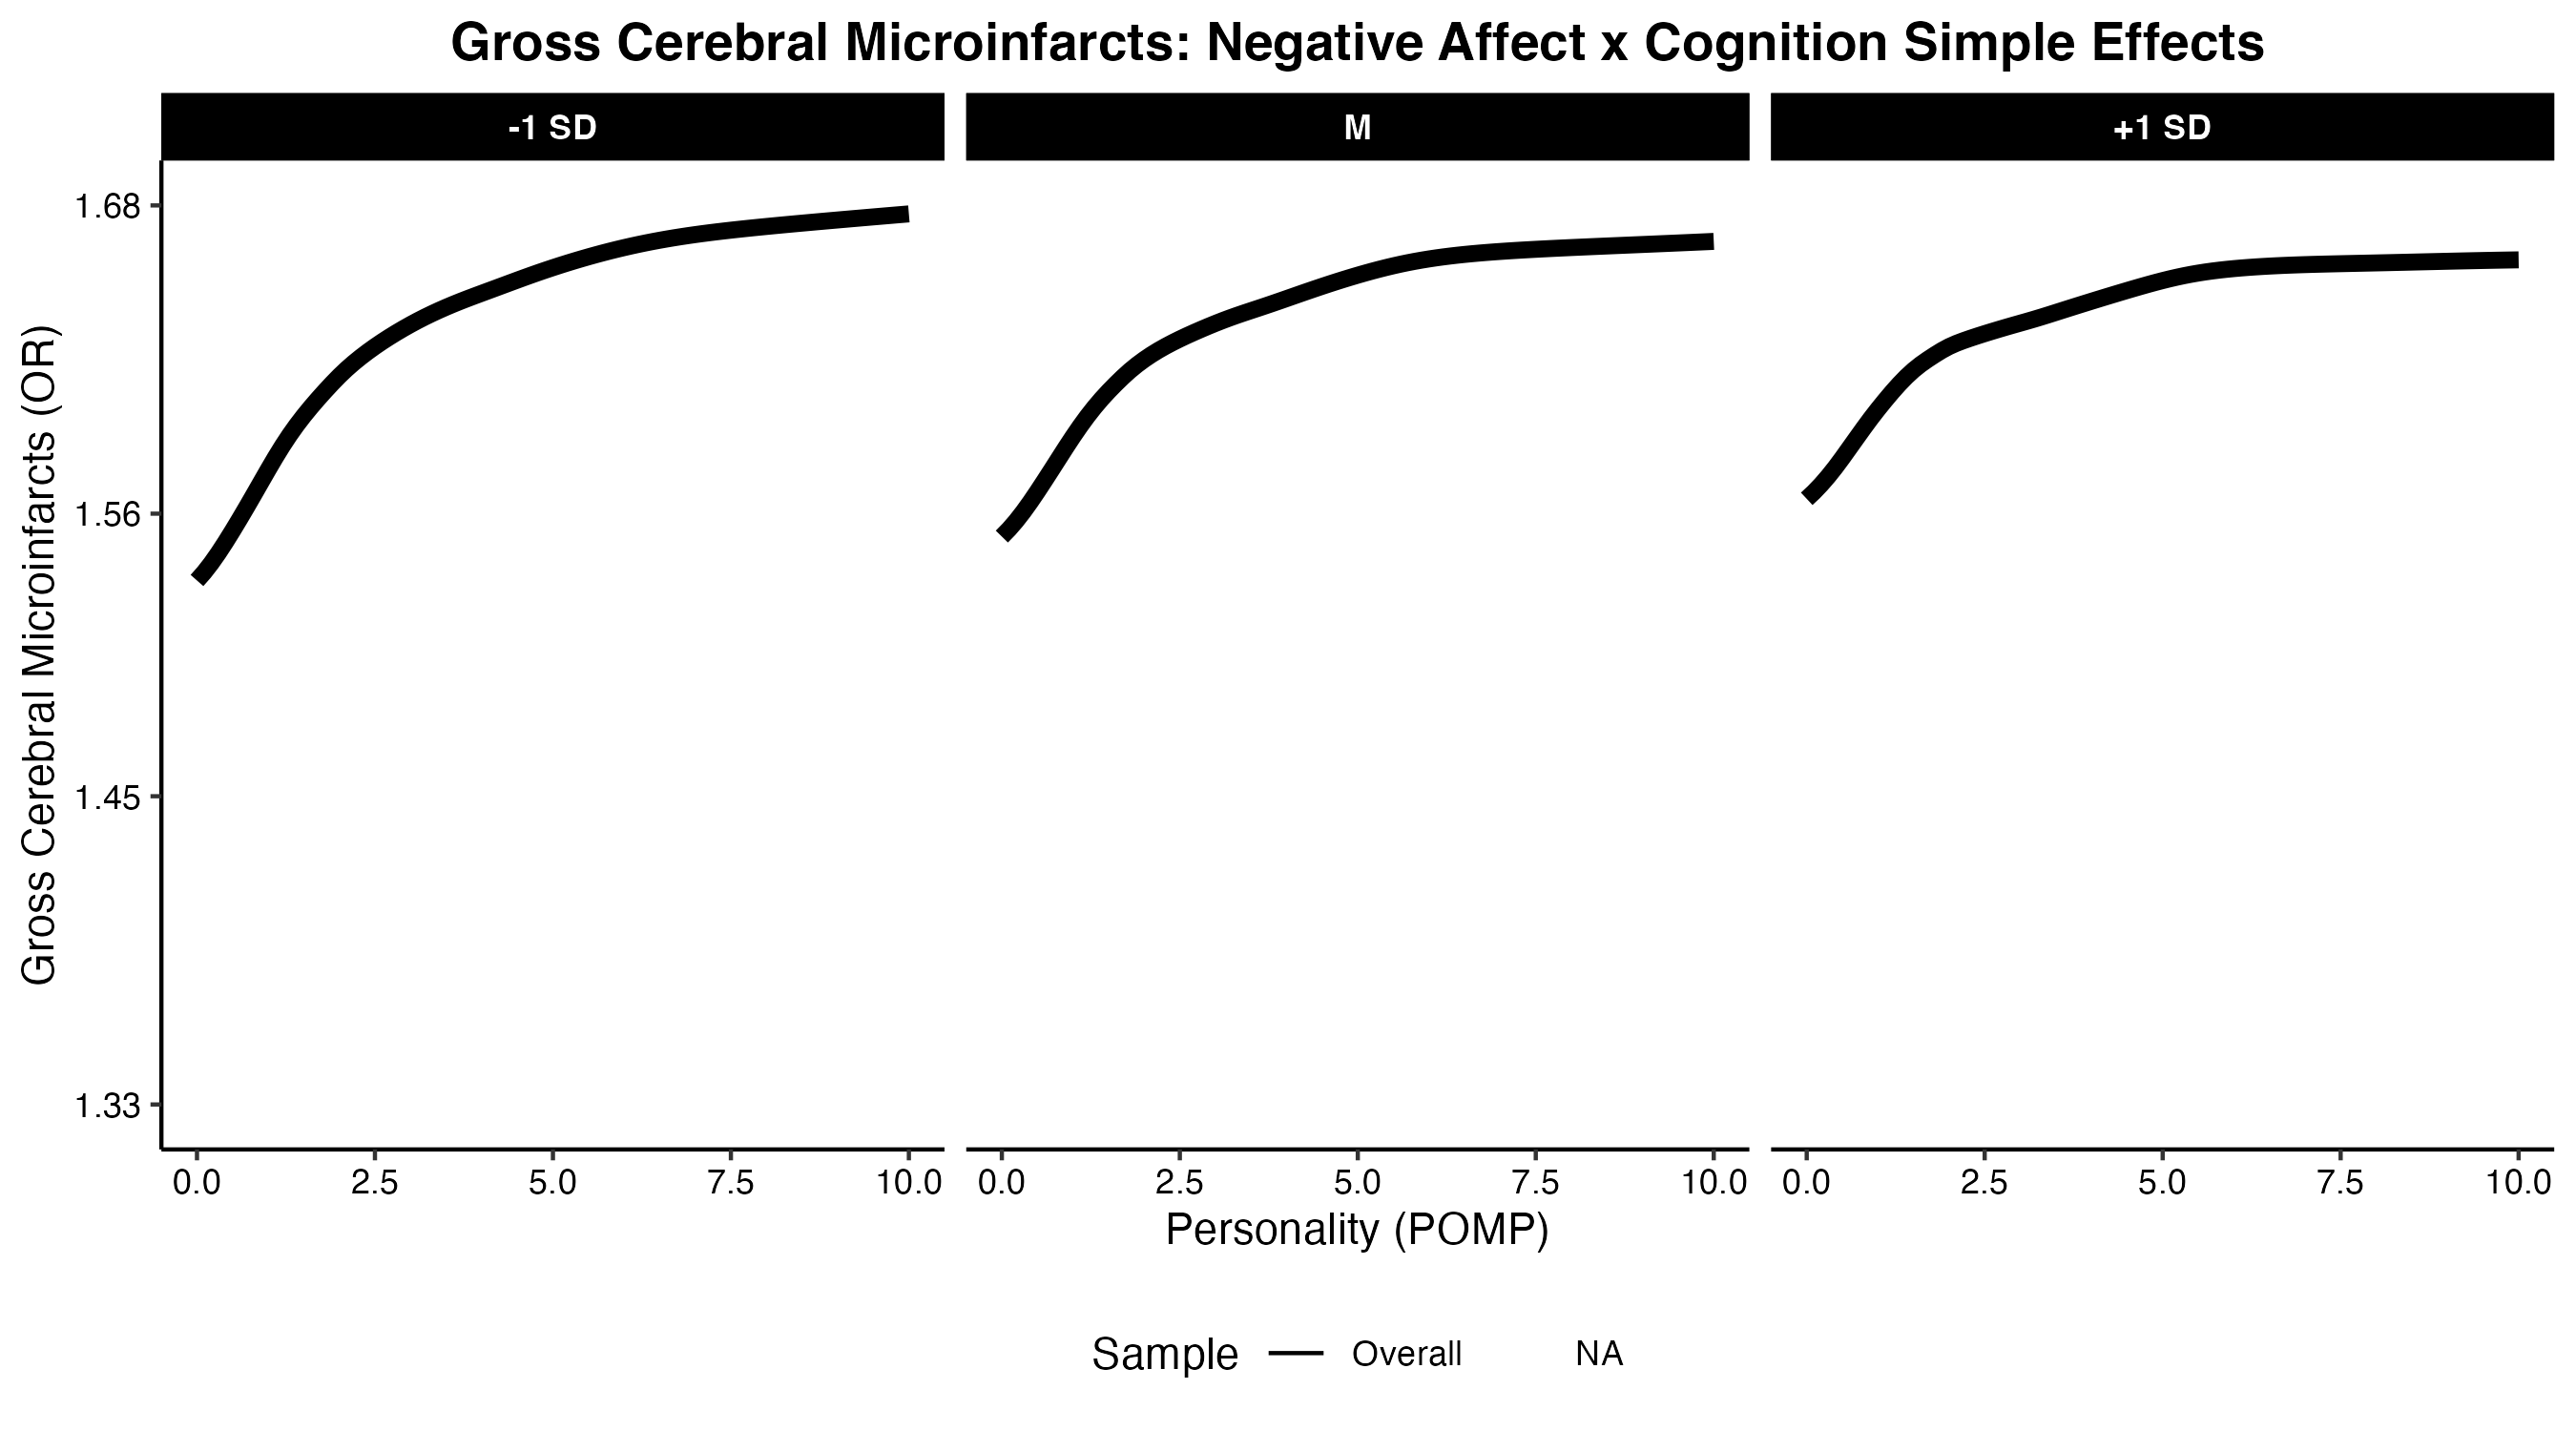 Gross Cerebral Microinfarcts: Negative Affect x Cognition Simple Effects
-1 SD
M
+1 SD
Gross Cerebral Microinfarcts (OR)
1.68
1.56
1.45
1.33
0.0 2.5 5.0 7.5 10.0
0.0 2.5 5.0 7.5 10.0
0.0 2.5 5.0 7.5 10.0
Personality (POMP)
Sample Overall NA